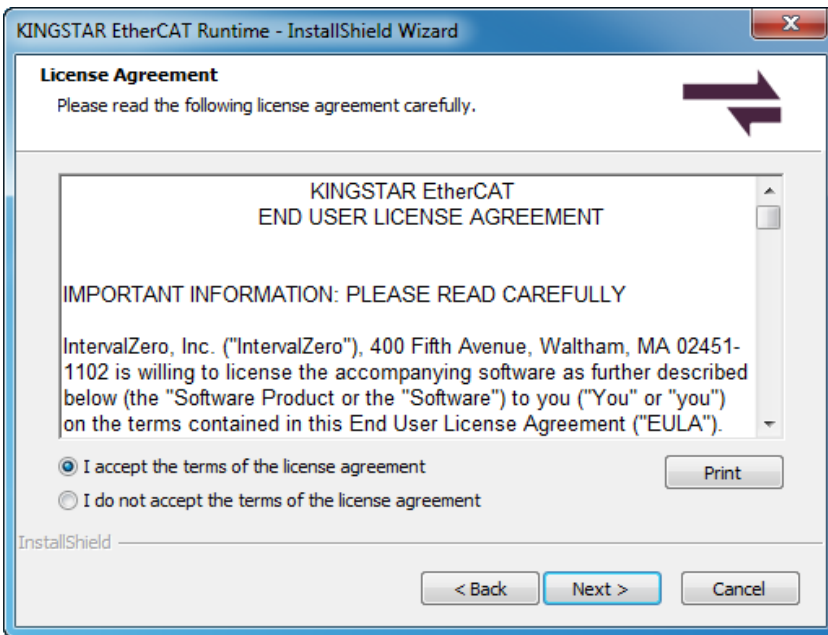 KINGSTAR EtherCAT Runtime - InstallShield Wizard
License Agreement
Please read the following license agreement carefully.
KINGSTAR EtherCAT
END USER LICENSE AGREEMENT
IMPORTANT INFORMATION: PLEASE READ CAREFULLY
IntervalZero, Inc. ("IntervalZero"), 400 Fifth Avenue, Waltham, MA 02451-
1102 is willing to license the accompanying software as further described
below (the "Software Product or the "Software") to you ("You" or "you")
on the terms contained in this End User License Agreement ("EULA").
I accept the terms of the license agreement
Print
I do not accept the terms of the license agreement
InstallShield
< Back
Next >
Cancel